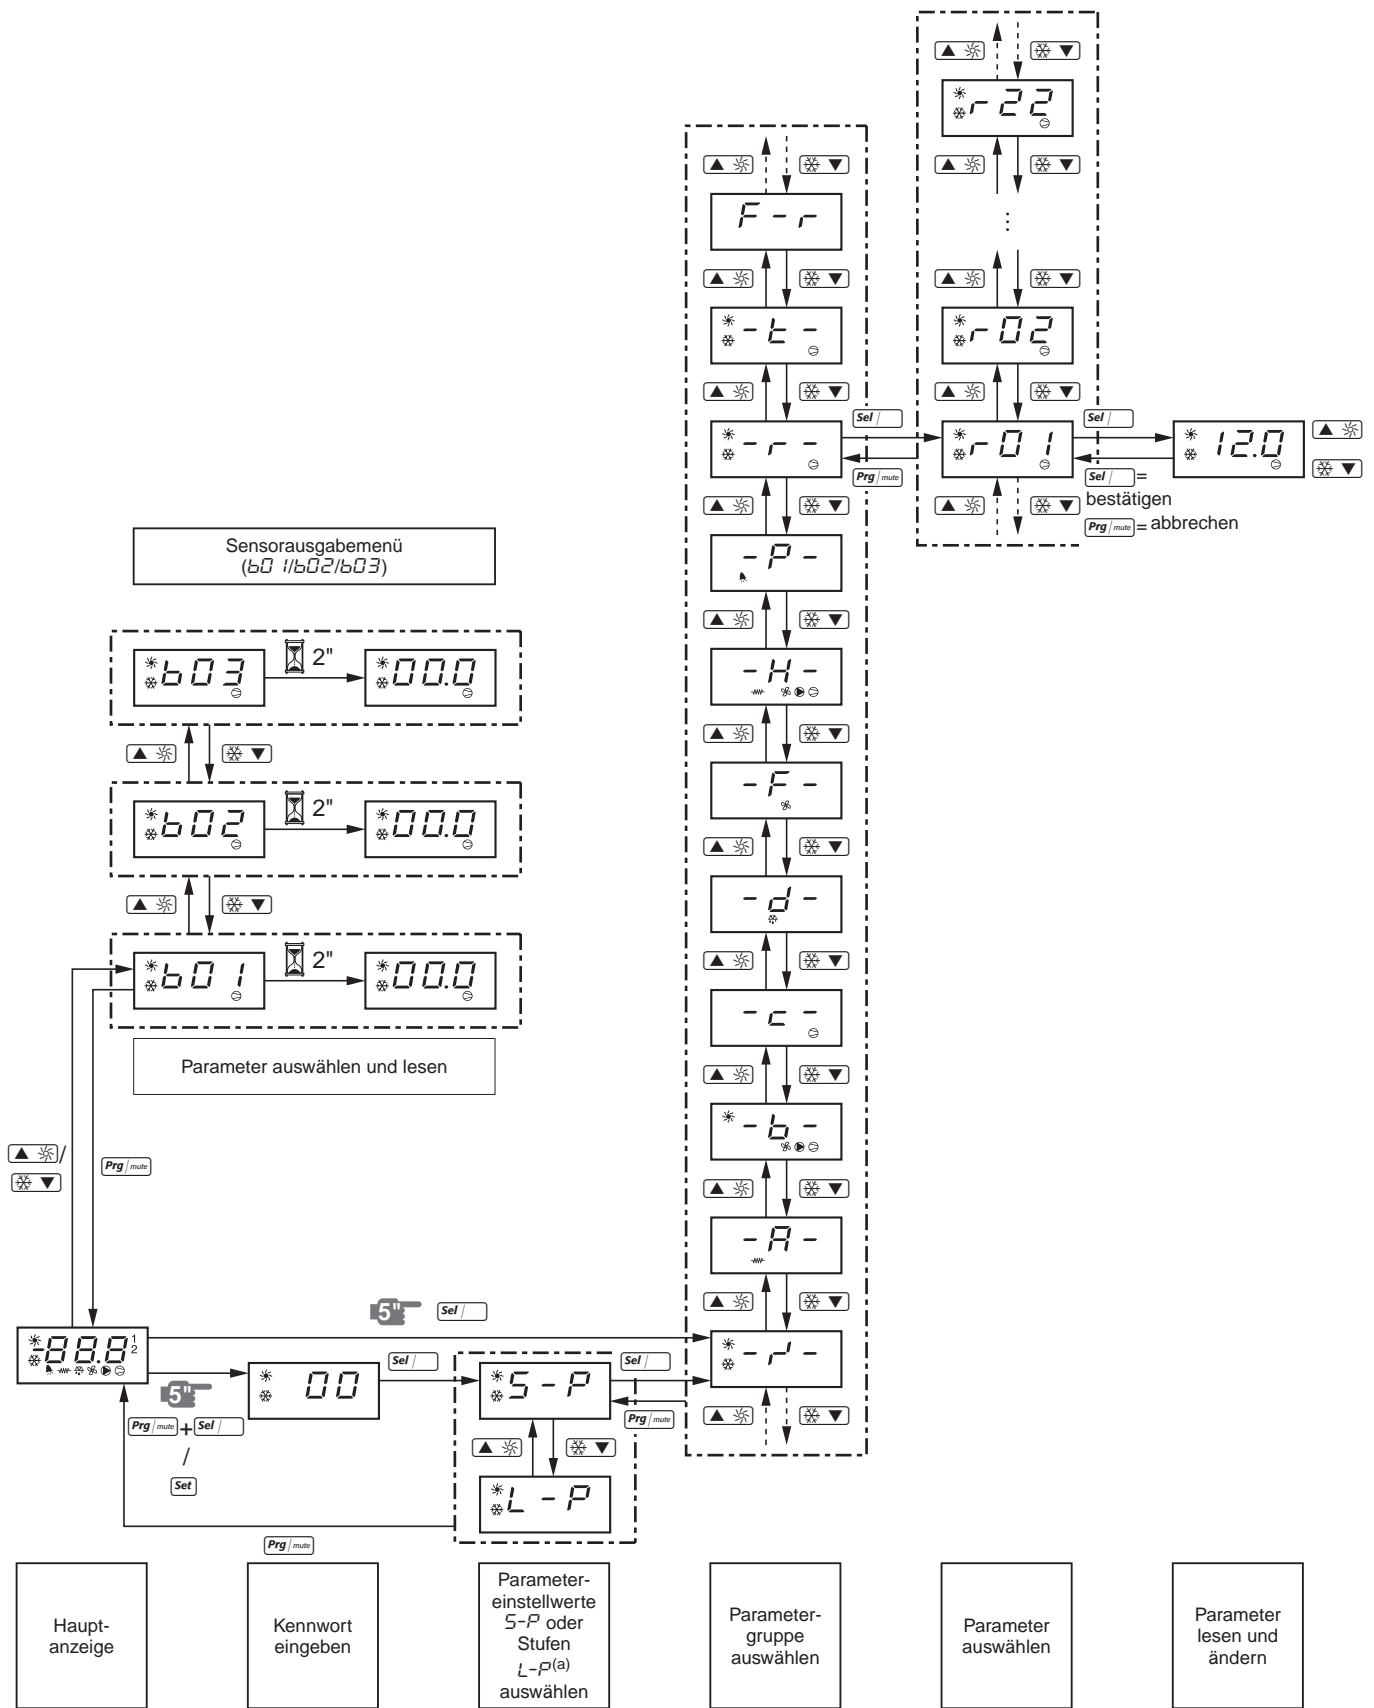 r22
F-r
-t-
r02
-r-
Sel
Prg/mute
r01
Sel
12.0
Sel =
bestätigen
Prg/mute = abbrechen
-P-
Sensorausgabemenü
(b01/b02/b03)
-H-
b03
2"
00.0
-F-
b02
2"
00.0
-d-
b01
2"
00.0
-c-
Parameter auswählen und lesen
-b-
/
Prg/mute
-A-
5"
Sel
-88.8
1
2
5"
Prg/mute + Sel
/
Set
00
Sel
S-P
Sel
Prg/mute
L-P
Prg/mute
Haupt-
anzeige
Kennwort
eingeben
Parameter-
einstellwerte
S-P oder
Stufen
L-P(a)
auswählen
Parameter-
gruppe
auswählen
Parameter
auswählen
Parameter
lesen und
ändern